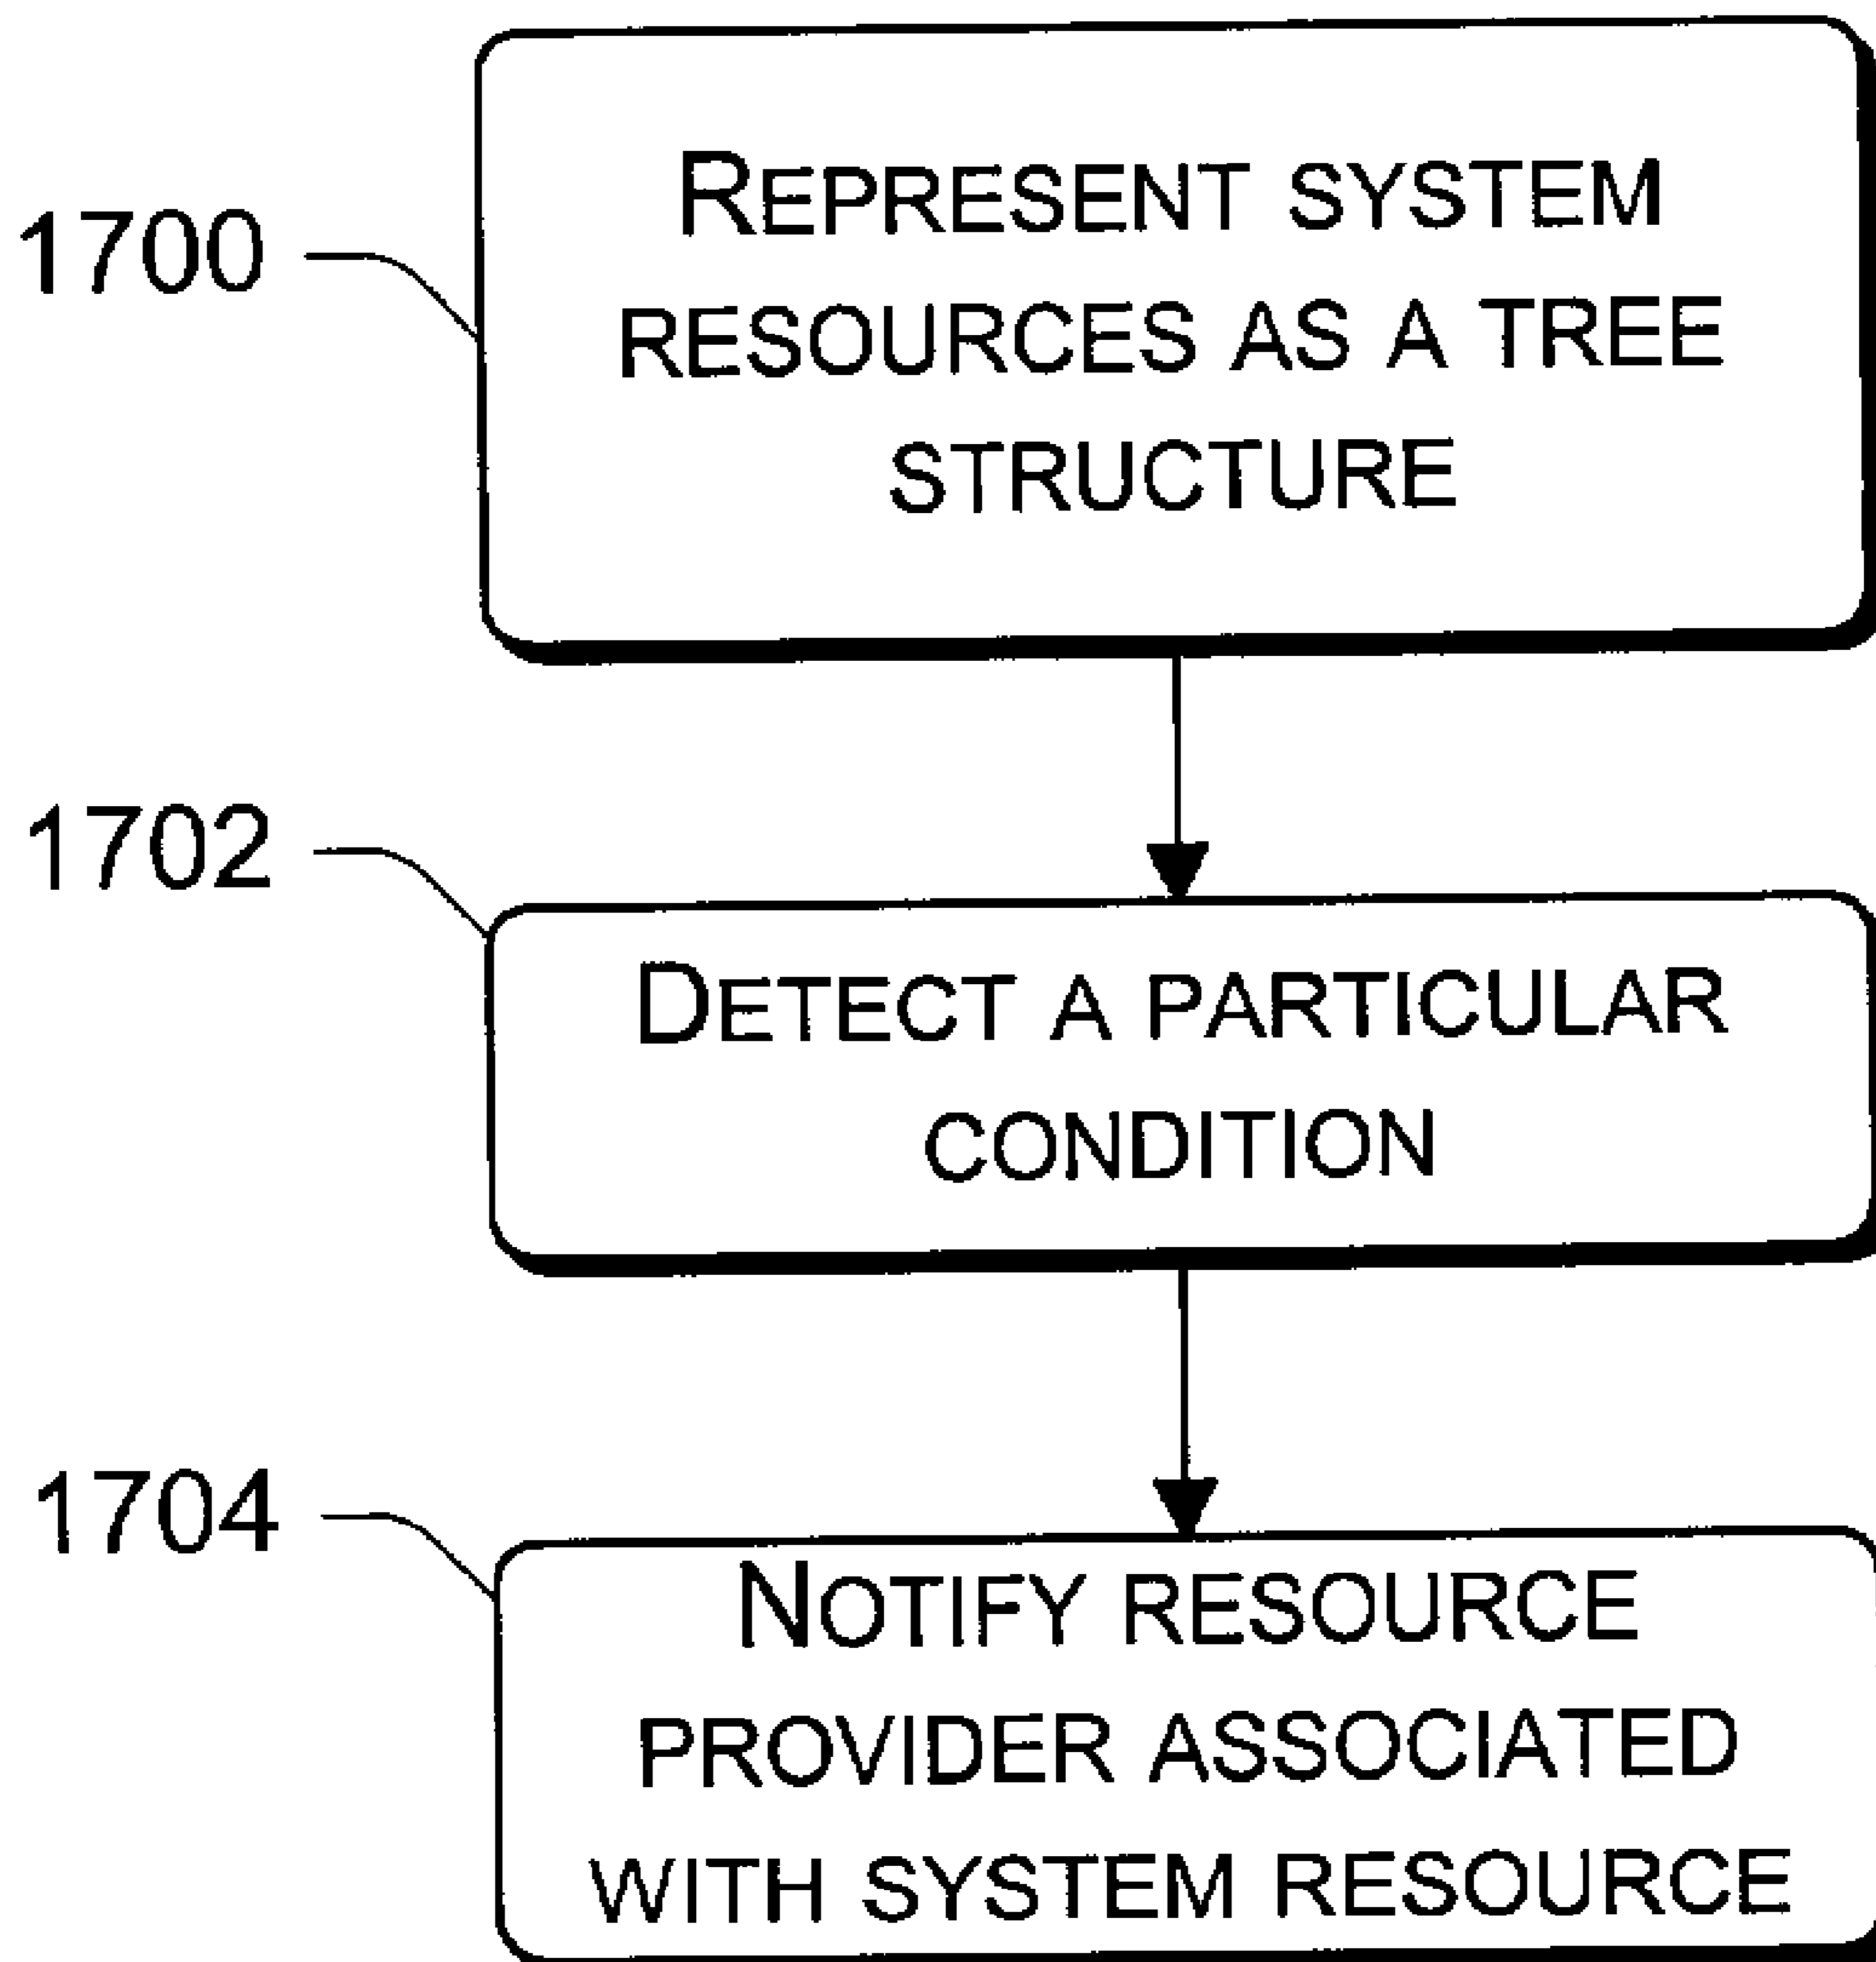 1700
REPRESENT SYSTEM
RESOURCES AS A TREE
STRUCTURE
1702
DETECT A PARTICULAR
CONDITION
1704
NOTIFY RESOURCE
PROVIDER ASSOCIATED
WITH SYSTEM RESOURCE